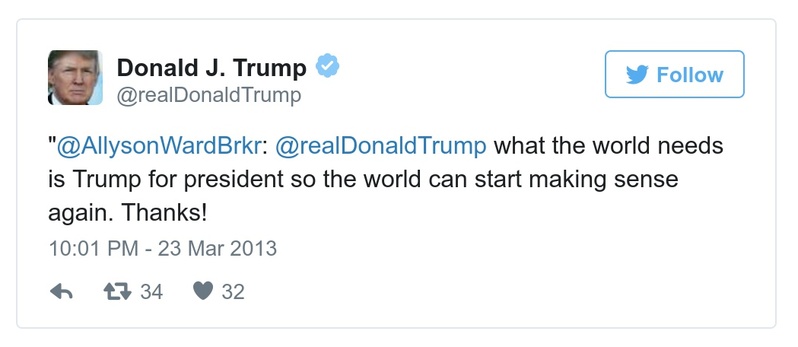 Donald J. Trump
Follow
@realDonaldTrump
"@AllysonWardBrkr: @realDonaldTrump what the world needs
is Trump for president so the world can start making sense
again. Thanks!
10:01 PM - 23 Mar 2013
34 32